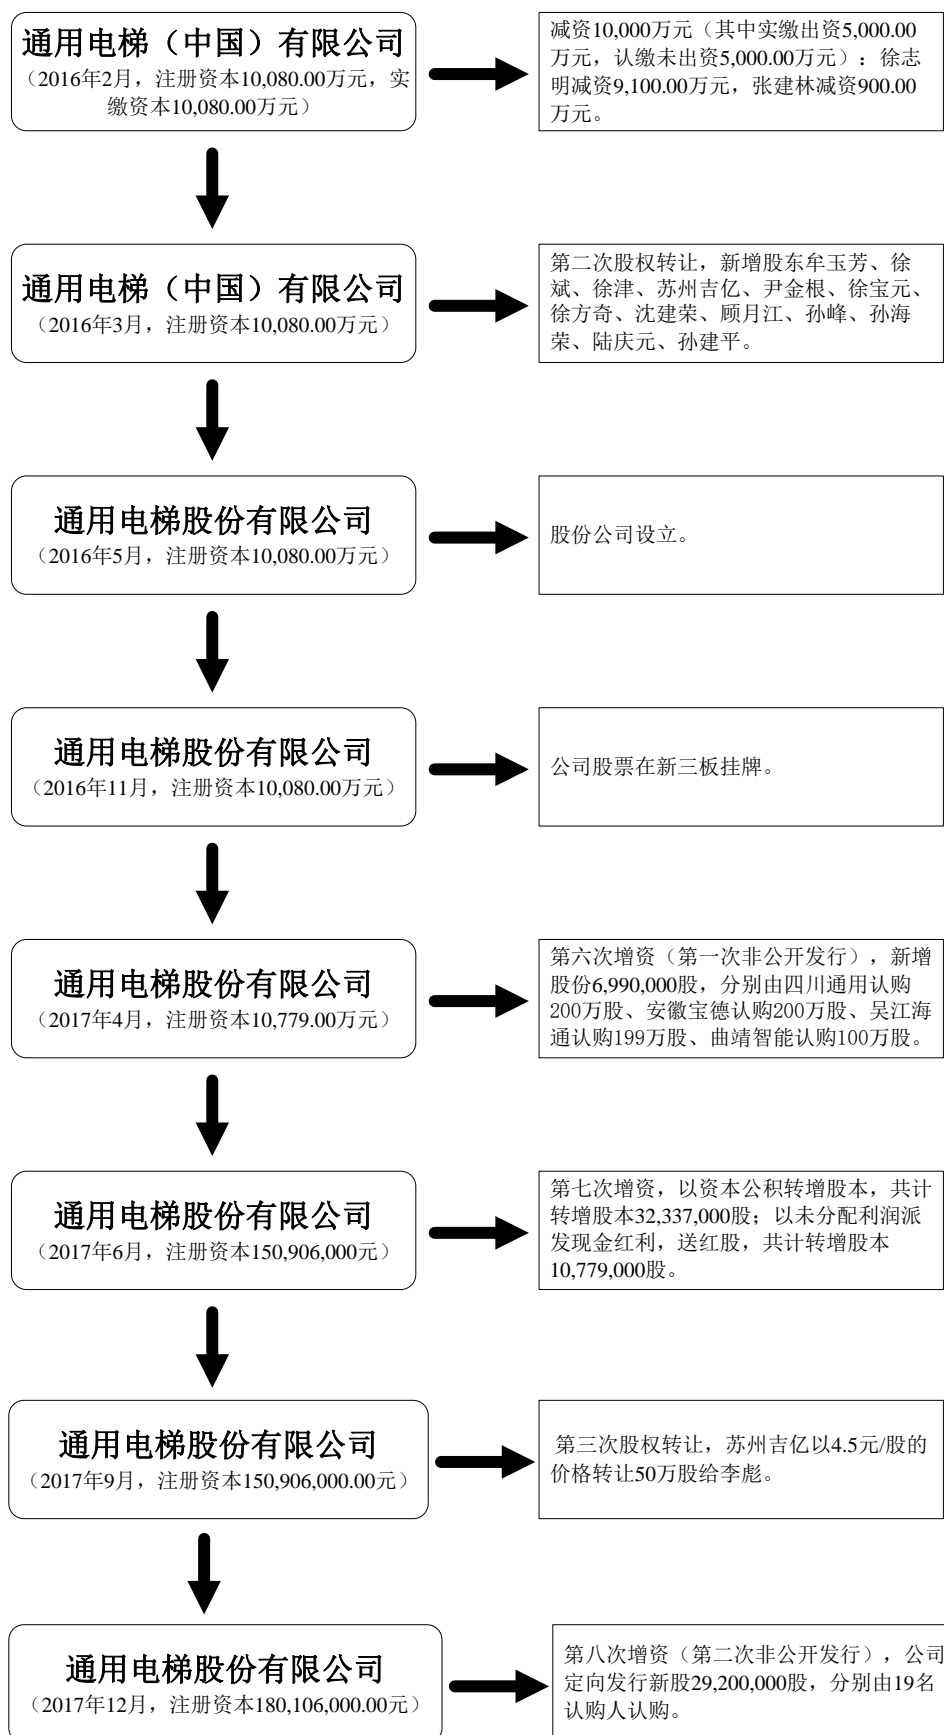 通用电梯（中国）有限公司
（2016年2月，注册资本10,080.00万元，实
缴资本10,080.00万元）
减资10,000万元（其中实缴出资5,000.00
万元，认缴未出资5,000.00万元）：徐志
明减资9,100.00万元，张建林减资900.00
万元。
通用电梯（中国）有限公司
（2016年3月，注册资本10,080.00万元）
第二次股权转让，新增股东牟玉芳、徐
斌、徐津、苏州吉亿、尹金根、徐宝元、
徐方奇、沈建荣、顾月江、孙峰、孙海
荣、陆庆元、孙建平。
通用电梯股份有限公司
（2016年5月，注册资本10,080.00万元）
股份公司设立。
通用电梯股份有限公司
（2016年11月，注册资本10,080.00万元）
公司股票在新三板挂牌。
通用电梯股份有限公司
（2017年4月，注册资本10,779.00万元）
第六次增资（第一次非公开发行），新增
股份6,990,000股，分别由四川通用认购
200万股、安徽宝德认购200万股、吴江海
通认购199万股、曲靖智能认购100万股。
通用电梯股份有限公司
（2017年6月，注册资本150,906,000元）
第七次增资，以资本公积转增股本，共计
转增股本32,337,000股；以未分配利润派
发现金红利，送红股，共计转增股本
10,779,000股。
通用电梯股份有限公司
（2017年9月，注册资本150,906,000.00元）
第三次股权转让，苏州吉亿以4.5元/股的
价格转让50万股给李彪。
通用电梯股份有限公司
（2017年12月，注册资本180,106,000.00元）
第八次增资（第二次非公开发行），公司
定向发行新股29,200,000股，分别由19名
认购人认购。